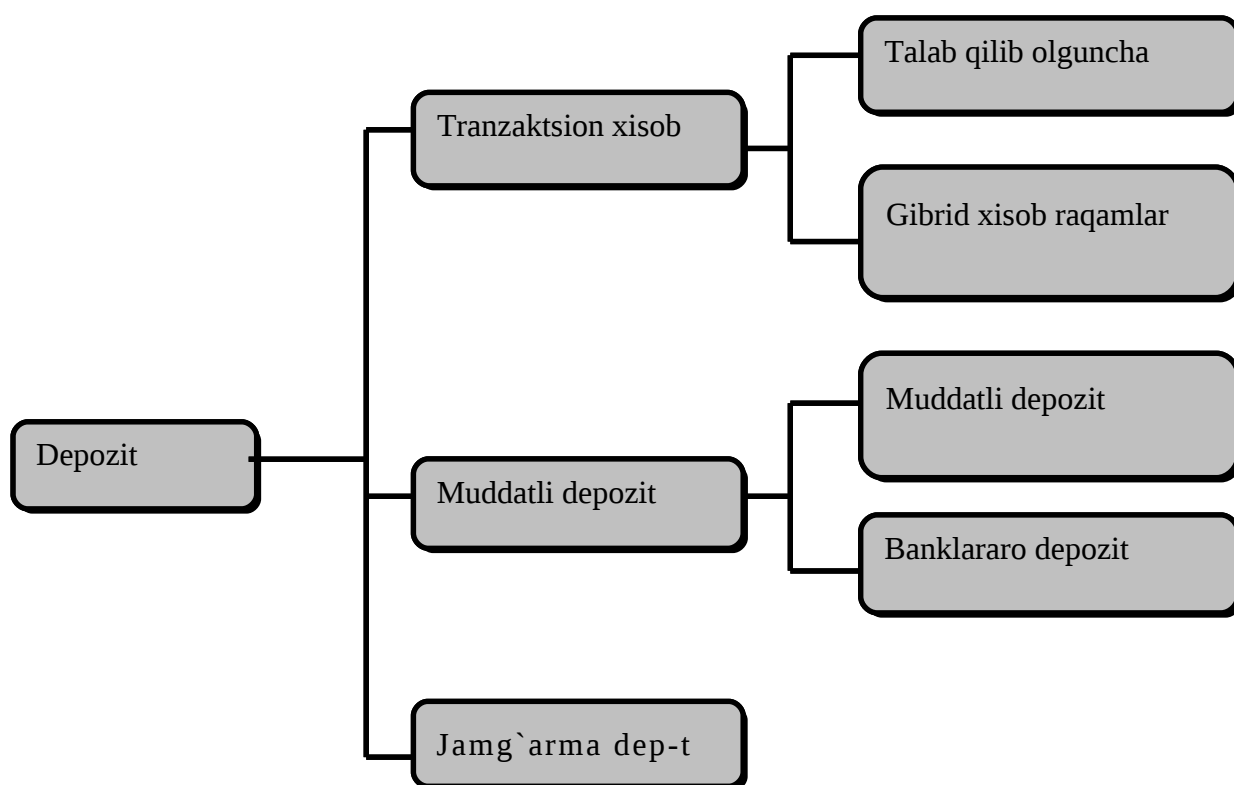 Talab qilib olguncha
Tranzaktsion xisob
Gibrid xisob raqamlar
Muddatli depozit
Depozit
Muddatli depozit
Banklararo depozit
Jamg`arma dep-t